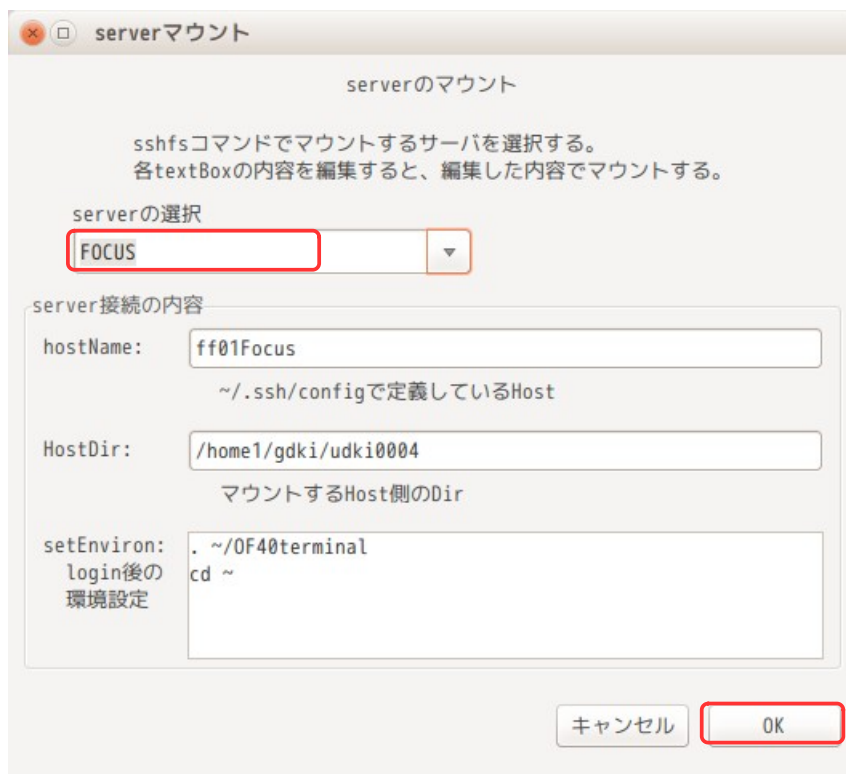 serverマウント
serverのマウント
sshfsコマンドでマウントするサーバを選択する。
各textBoxの内容を編集すると、編集した内容でマウントする。
serverの選択
FOCUS
server接続の内容
hostName:
ff01Focus
~/.ssh/configで定義しているHost
HostDir:
/home1/gdki/udki0004
マウントするHost側のDir
setEnviron:
login後の
環境設定
. ~/OF40terminal
cd ~
キャンセル
OK